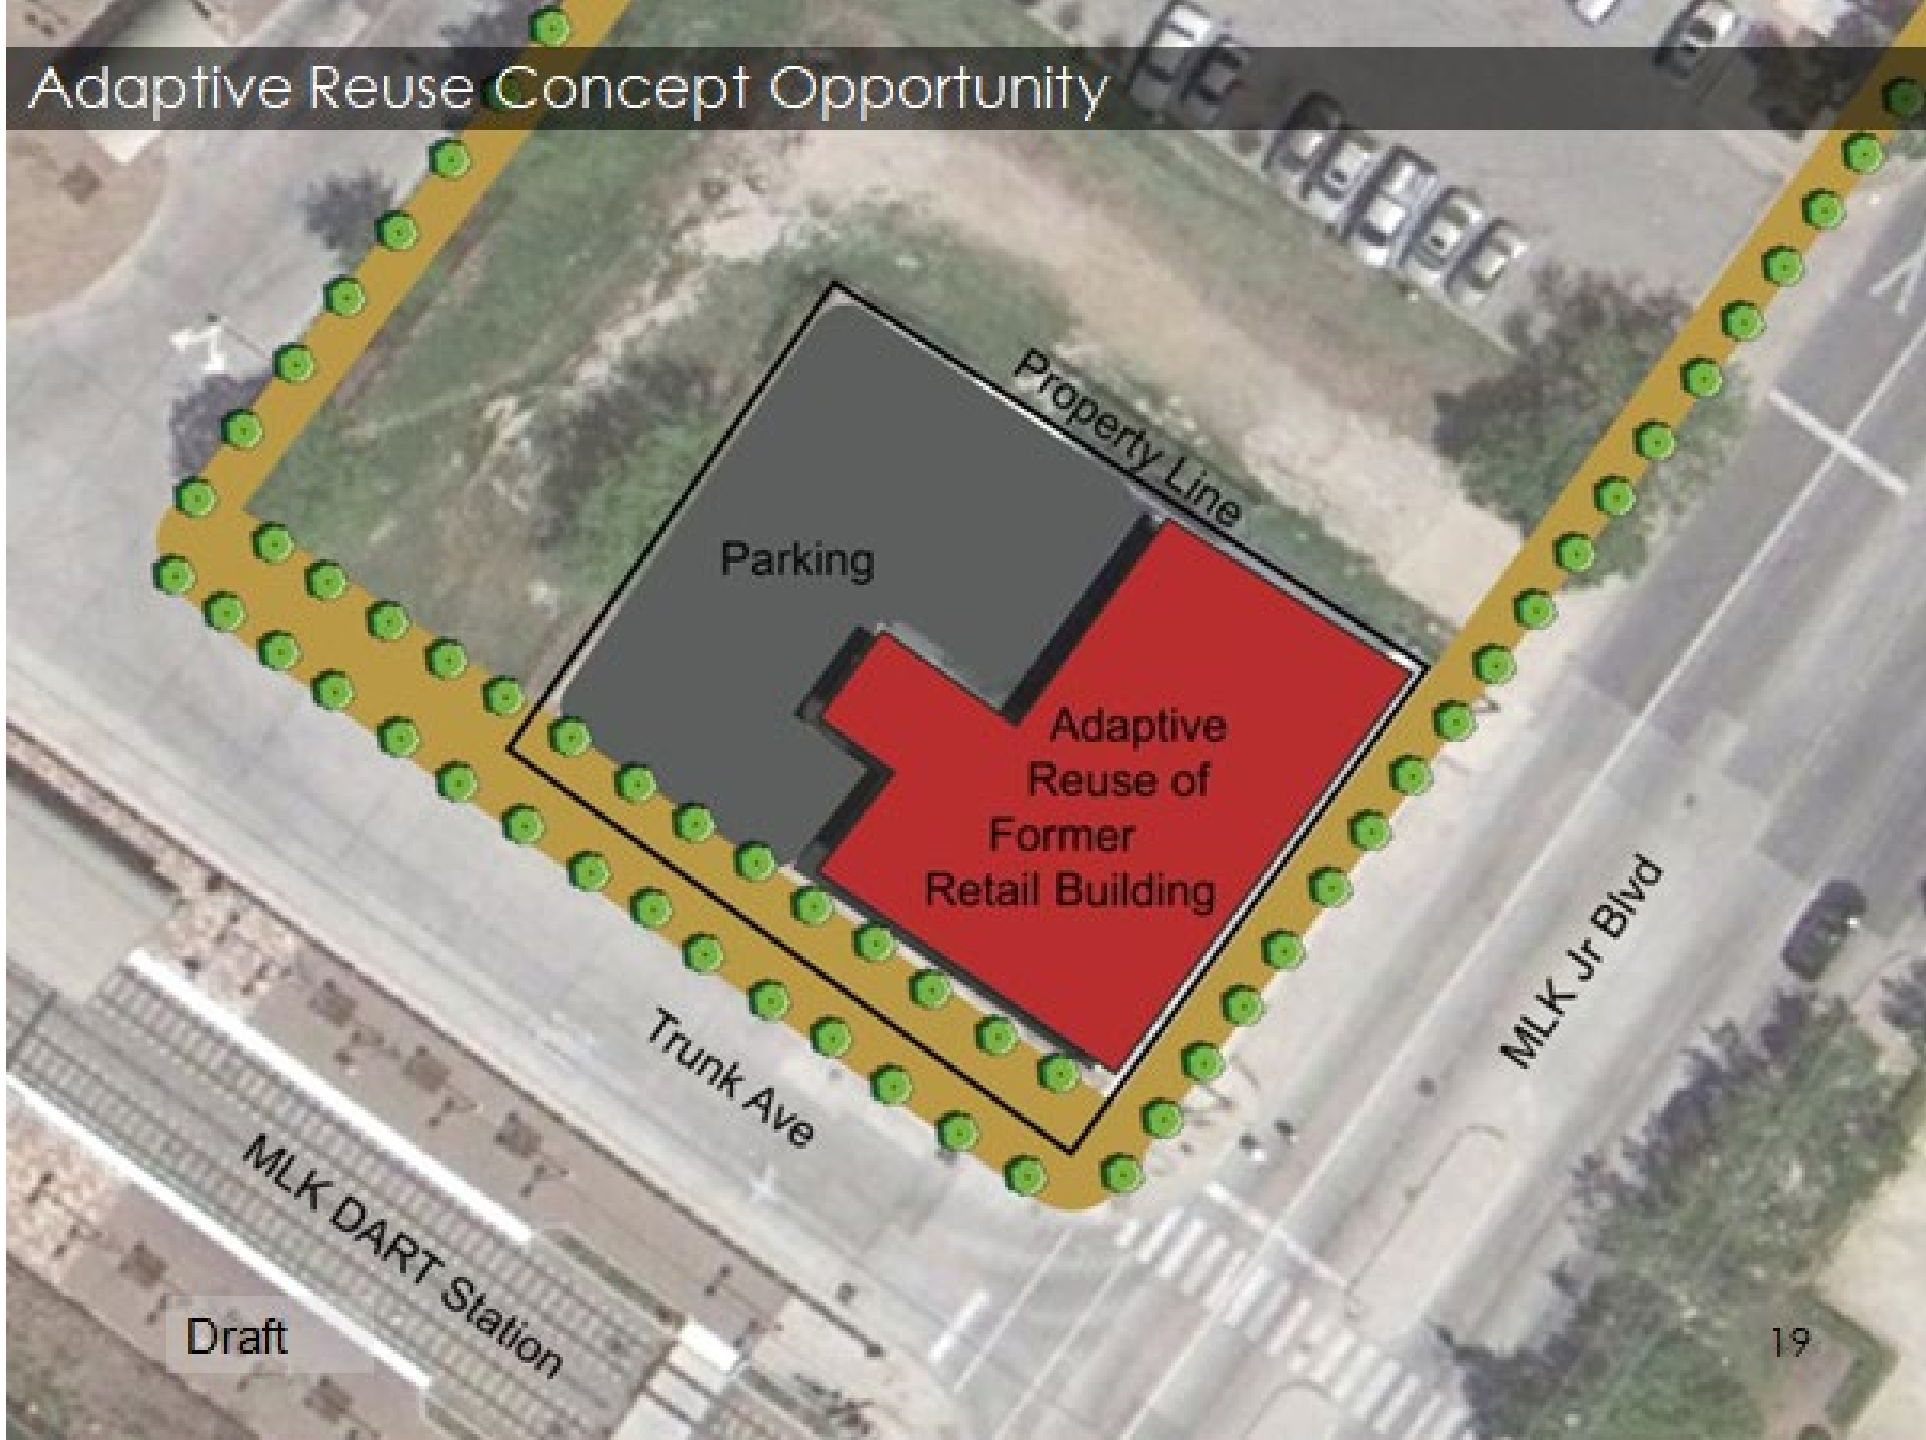 Adaptive Reuse Concept Opportunity
Property Line
Parking
Adaptive
Reuse of
Former
Retail Building
MLK Jr Blvd
Trunk Ave
MLK DART Station
Draft
19